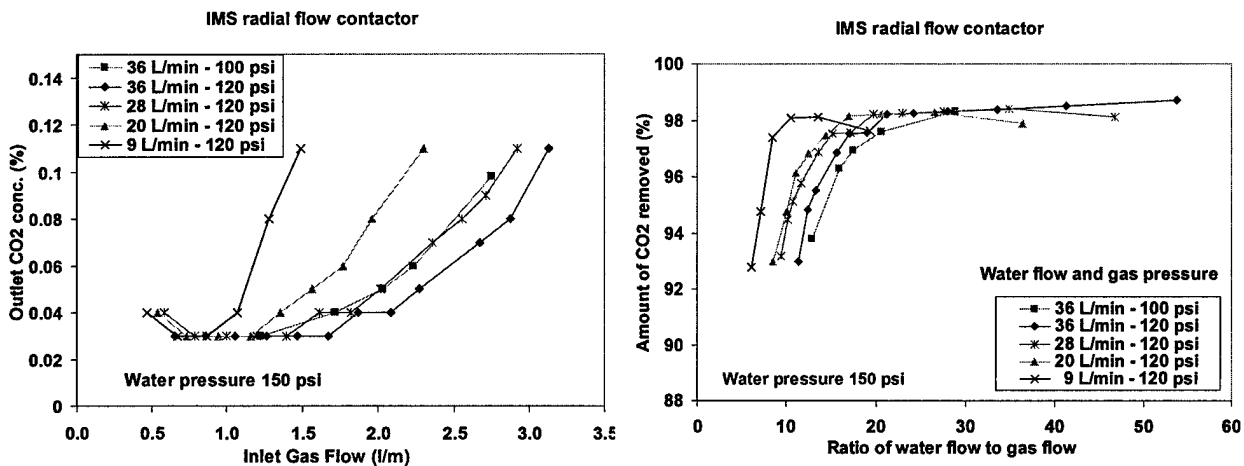 IMS radial flow contactor
Outlet CO2 conc. (%)
0.14
0.12
0.1
0.08
0.06
0.04
0.02
0
36 L/min - 100 psi
36 L/min - 120 psi
28 L/min - 120 psi
20 L/min - 120 psi
9 L/min - 120 psi
Water pressure 150 psi
0.0 0.5 1.0 1.5 2.0 2.5 3.0 3.5
Inlet Gas Flow (l/m)
IMS radial flow contactor
Amount of CO2 removed (%)
100
98
96
94
92
90
88
Water flow and gas pressure
36 L/min - 100 psi
36 L/min - 120 psi
28 L/min - 120 psi
20 L/min - 120 psi
9 L/min - 120 psi
Water pressure 150 psi
0 10 20 30 40 50 60
Ratio of water flow to gas flow